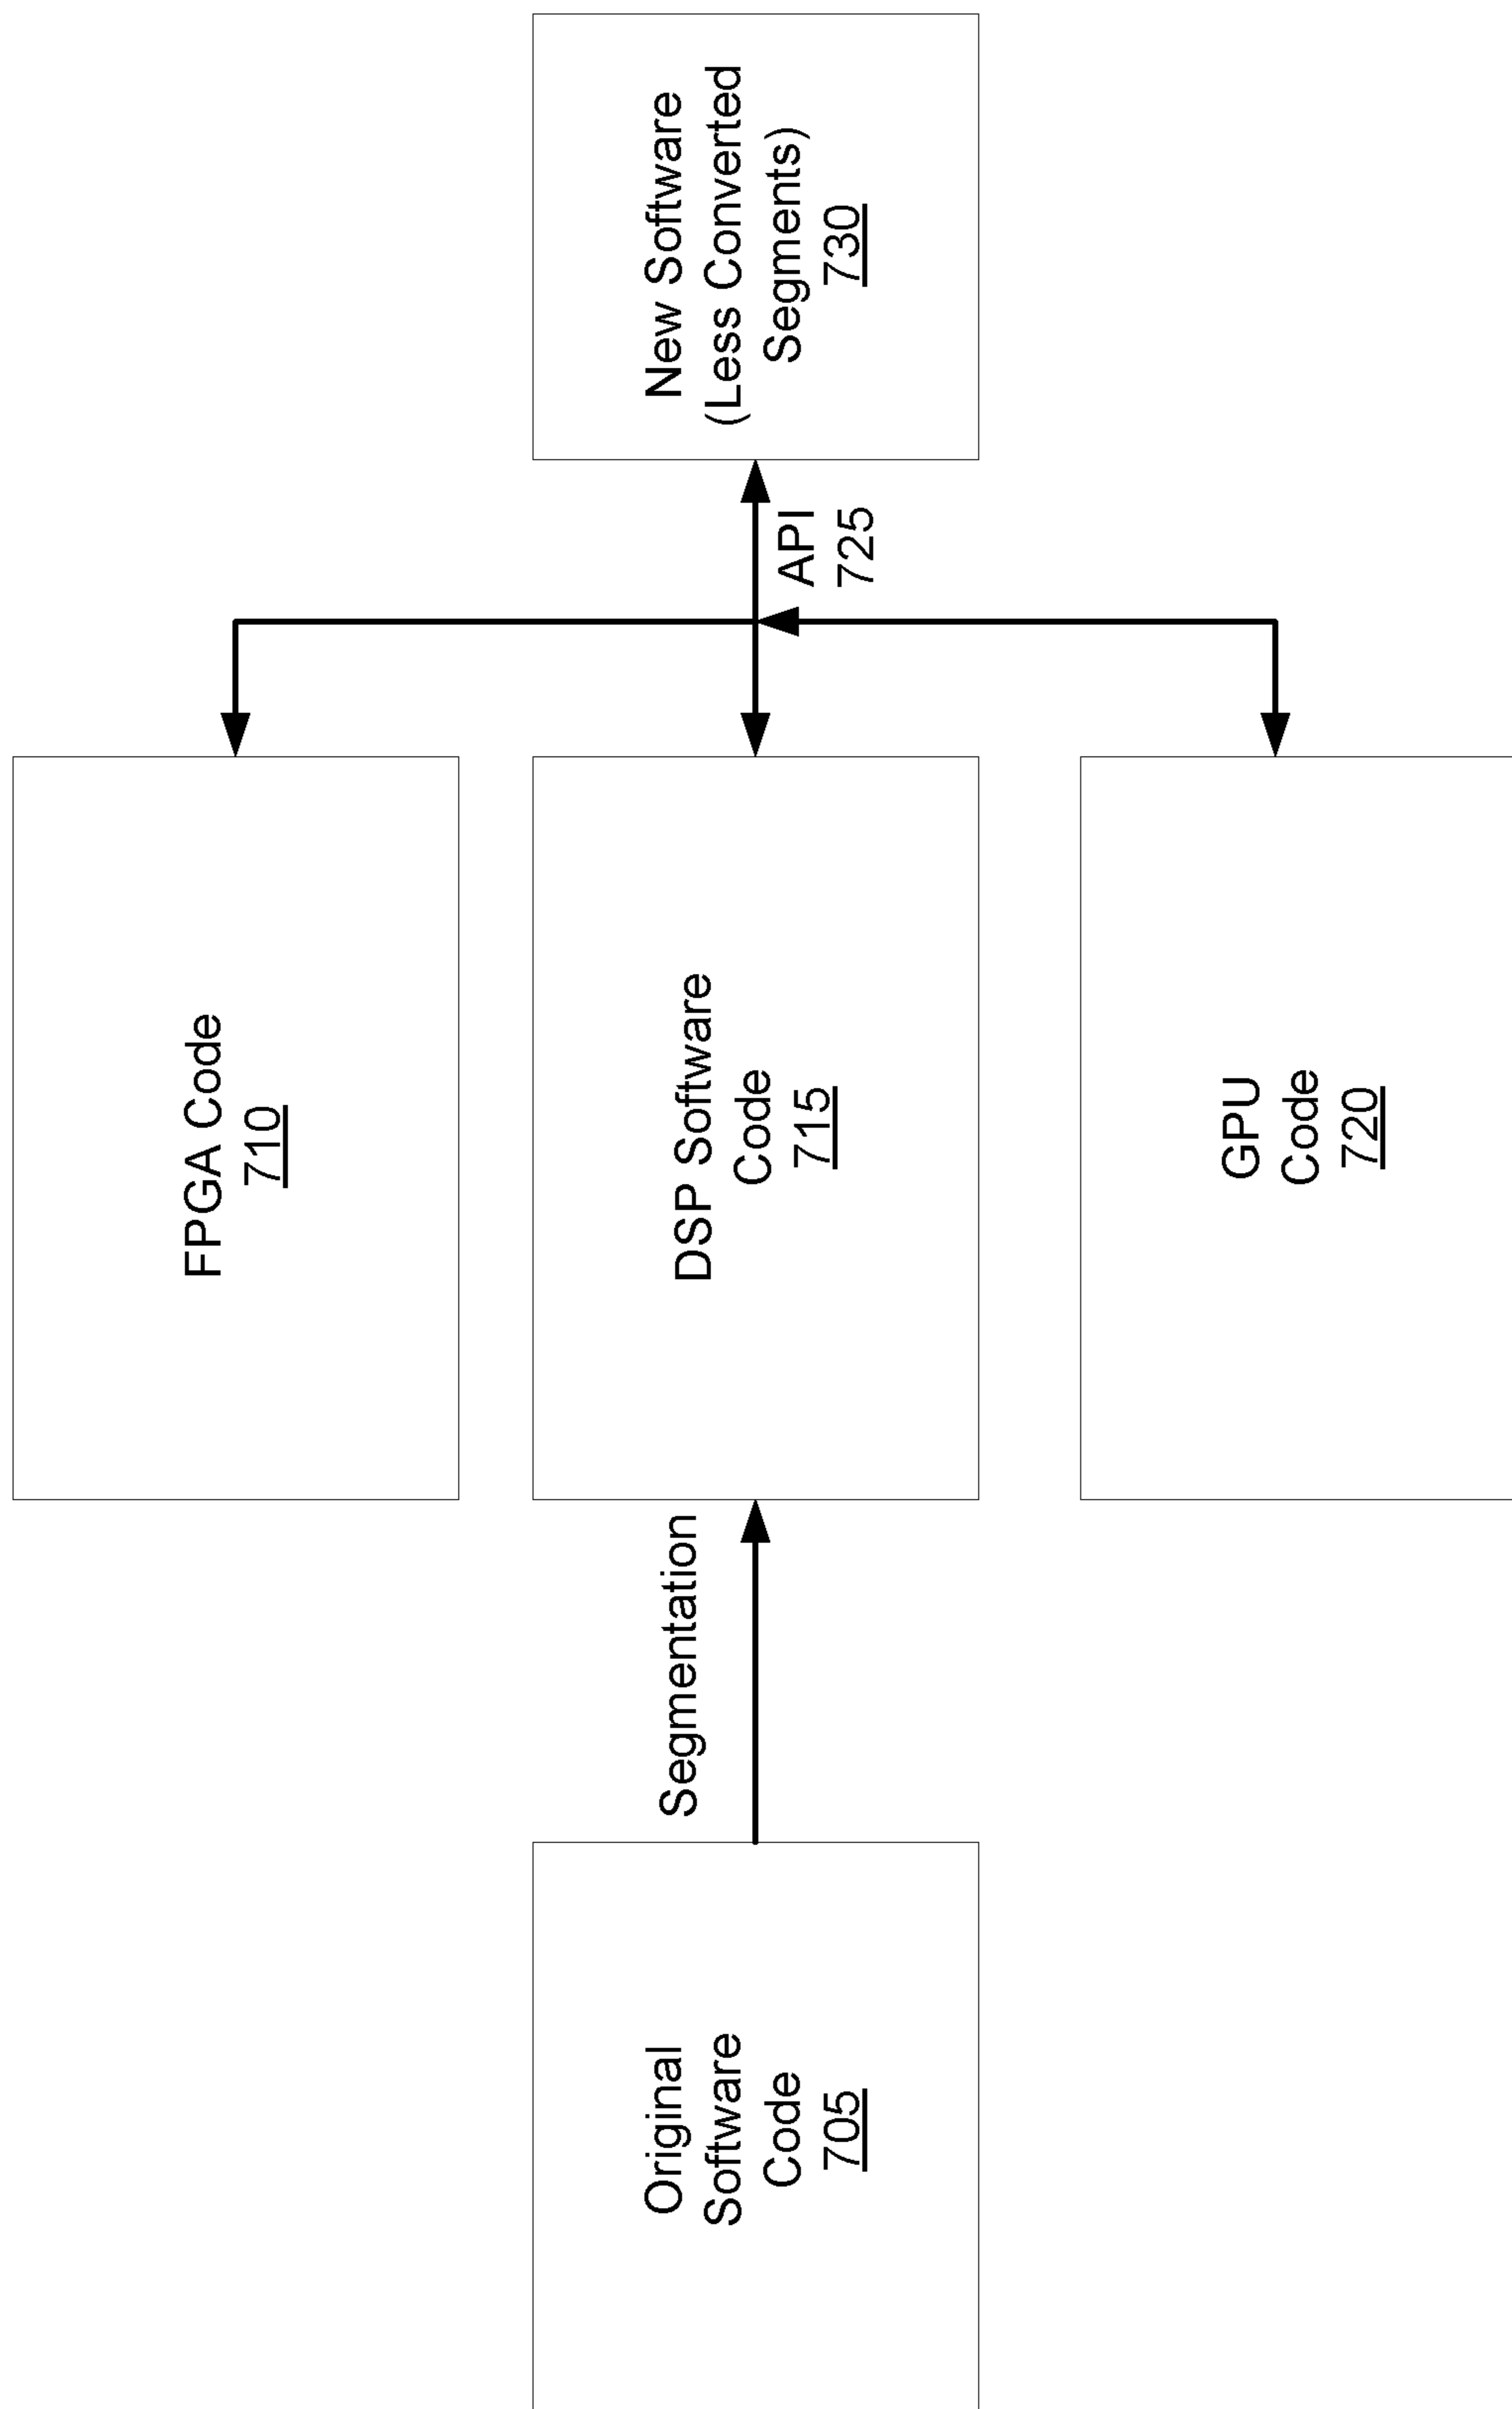 Original
Software
Code
705
Segmentation
FPGA Code
710
DSP Software
Code
715
GPU
Code
720
API
725
New Software
(Less Converted
Segments)
730